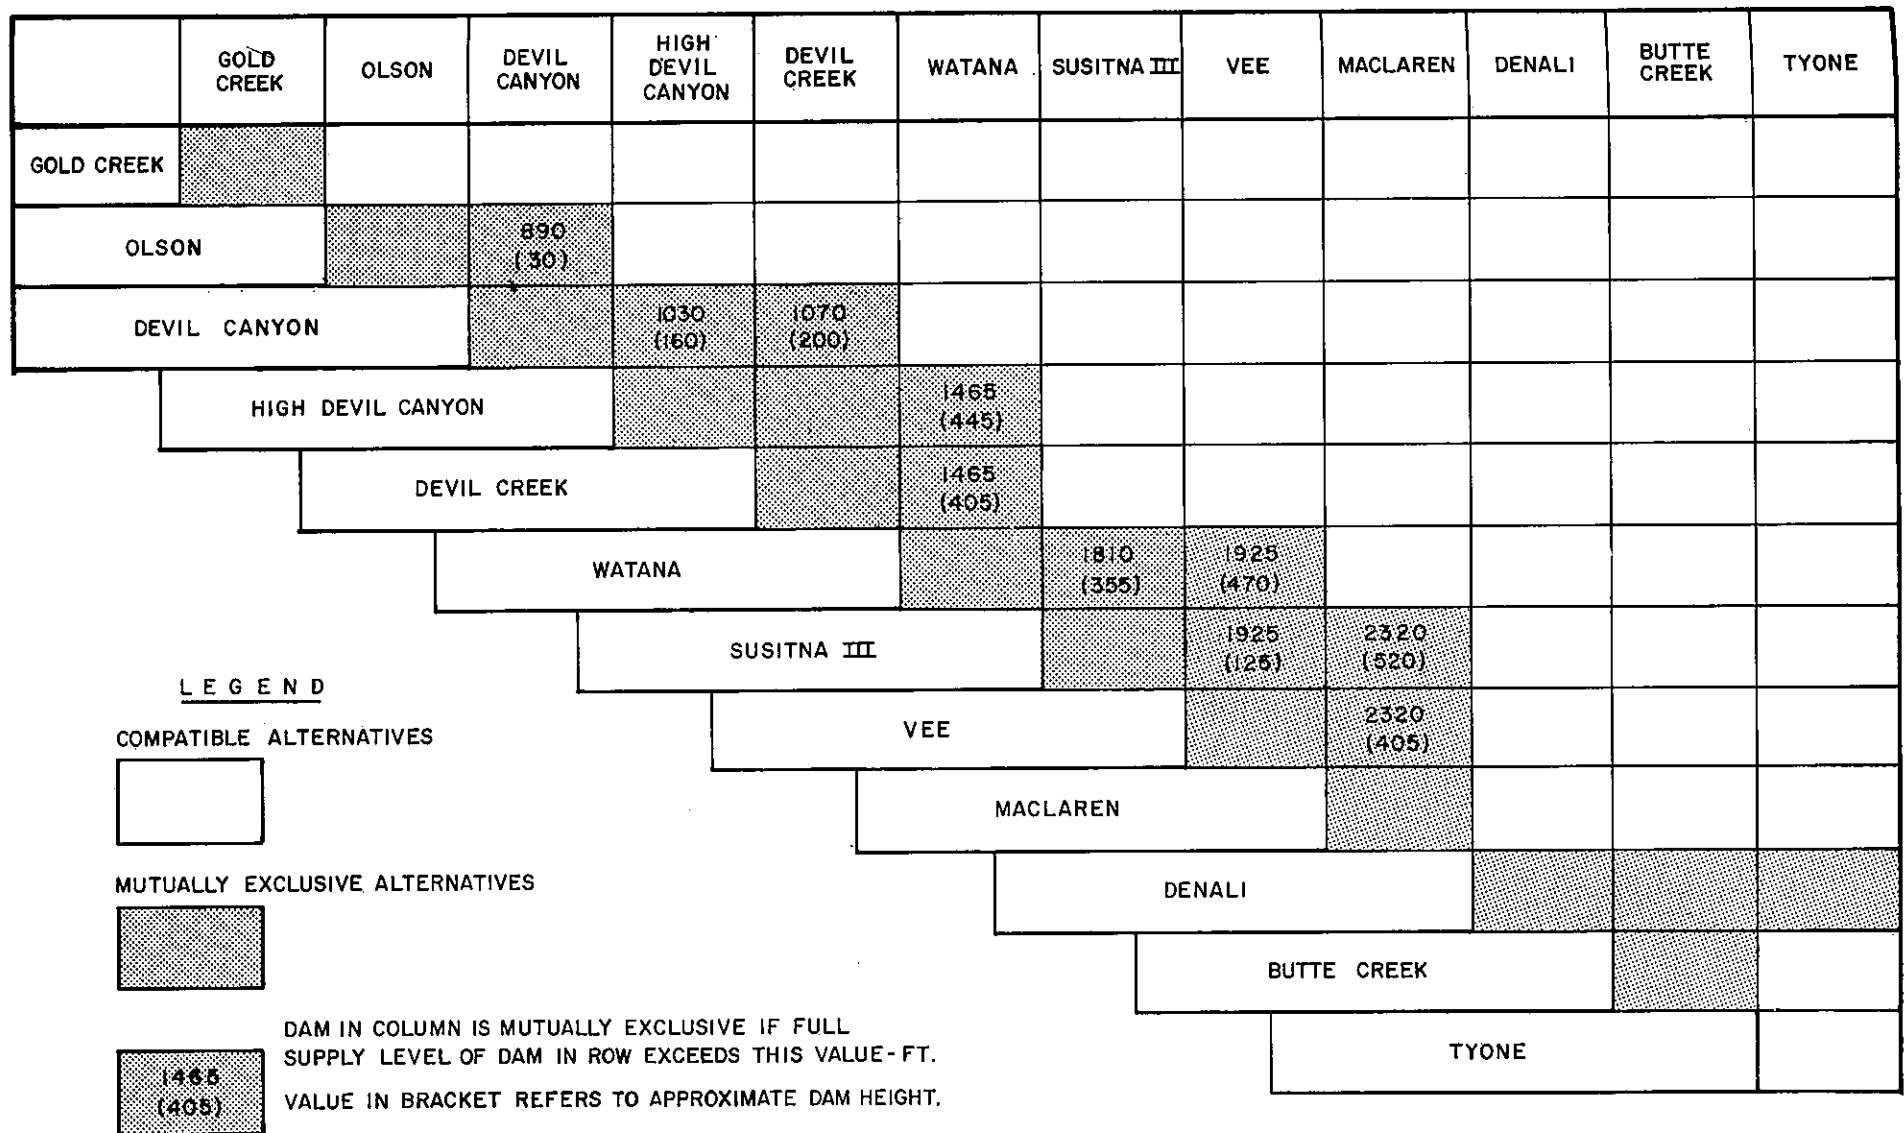 GOLD CREEK
OLSON
DEVIL CANYON
HIGH DEVIL CANYON
DEVIL CREEK
WATANA
SUSITNA III
VEE
MACLAREN
DENALI
BUTTE CREEK
TYONE
GOLD CREEK
OLSON
890
(30)
DEVIL CANYON
1030
(160)
1070
(200)
HIGH DEVIL CANYON
1465
(445)
DEVIL CREEK
1465
(405)
WATANA
1810
(355)
1925
(470)
SUSITNA III
1925
(125)
2320
(520)
VEE
2320
(405)
MACLAREN
DENALI
BUTTE CREEK
TYONE
LEGEND
COMPATIBLE ALTERNATIVES
MUTUALLY EXCLUSIVE ALTERNATIVES
1465
(405)
DAM IN COLUMN IS MUTUALLY EXCLUSIVE IF FULL
SUPPLY LEVEL OF DAM IN ROW EXCEEDS THIS VALUE-FT.
VALUE IN BRACKET REFERS TO APPROXIMATE DAM HEIGHT.